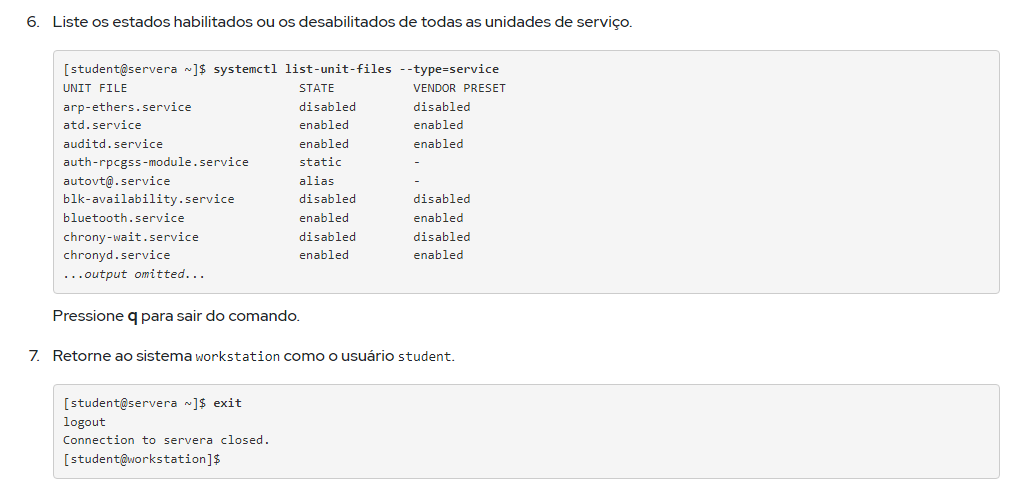 6. Liste os estados habilitados ou os desabilitados de todas as unidades de serviço.
[student@servera ~]$ systemctl list-unit-files --type=service
UNIT FILE STATE VENDOR PRESET
arp-ethers.service disabled disabled
atd.service enabled enabled
auditd.service enabled enabled
auth-rpcgss-module.service static -
autovt@.service alias -
blk-availability.service disabled disabled
bluetooth.service enabled enabled
chrony-wait.service disabled disabled
chronyd.service enabled enabled
...output omitted...
Pressione q para sair do comando.
7. Retorne ao sistema workstation como o usuário student.
[student@servera ~]$ exit
logout
Connection to servera closed.
[student@workstation]$